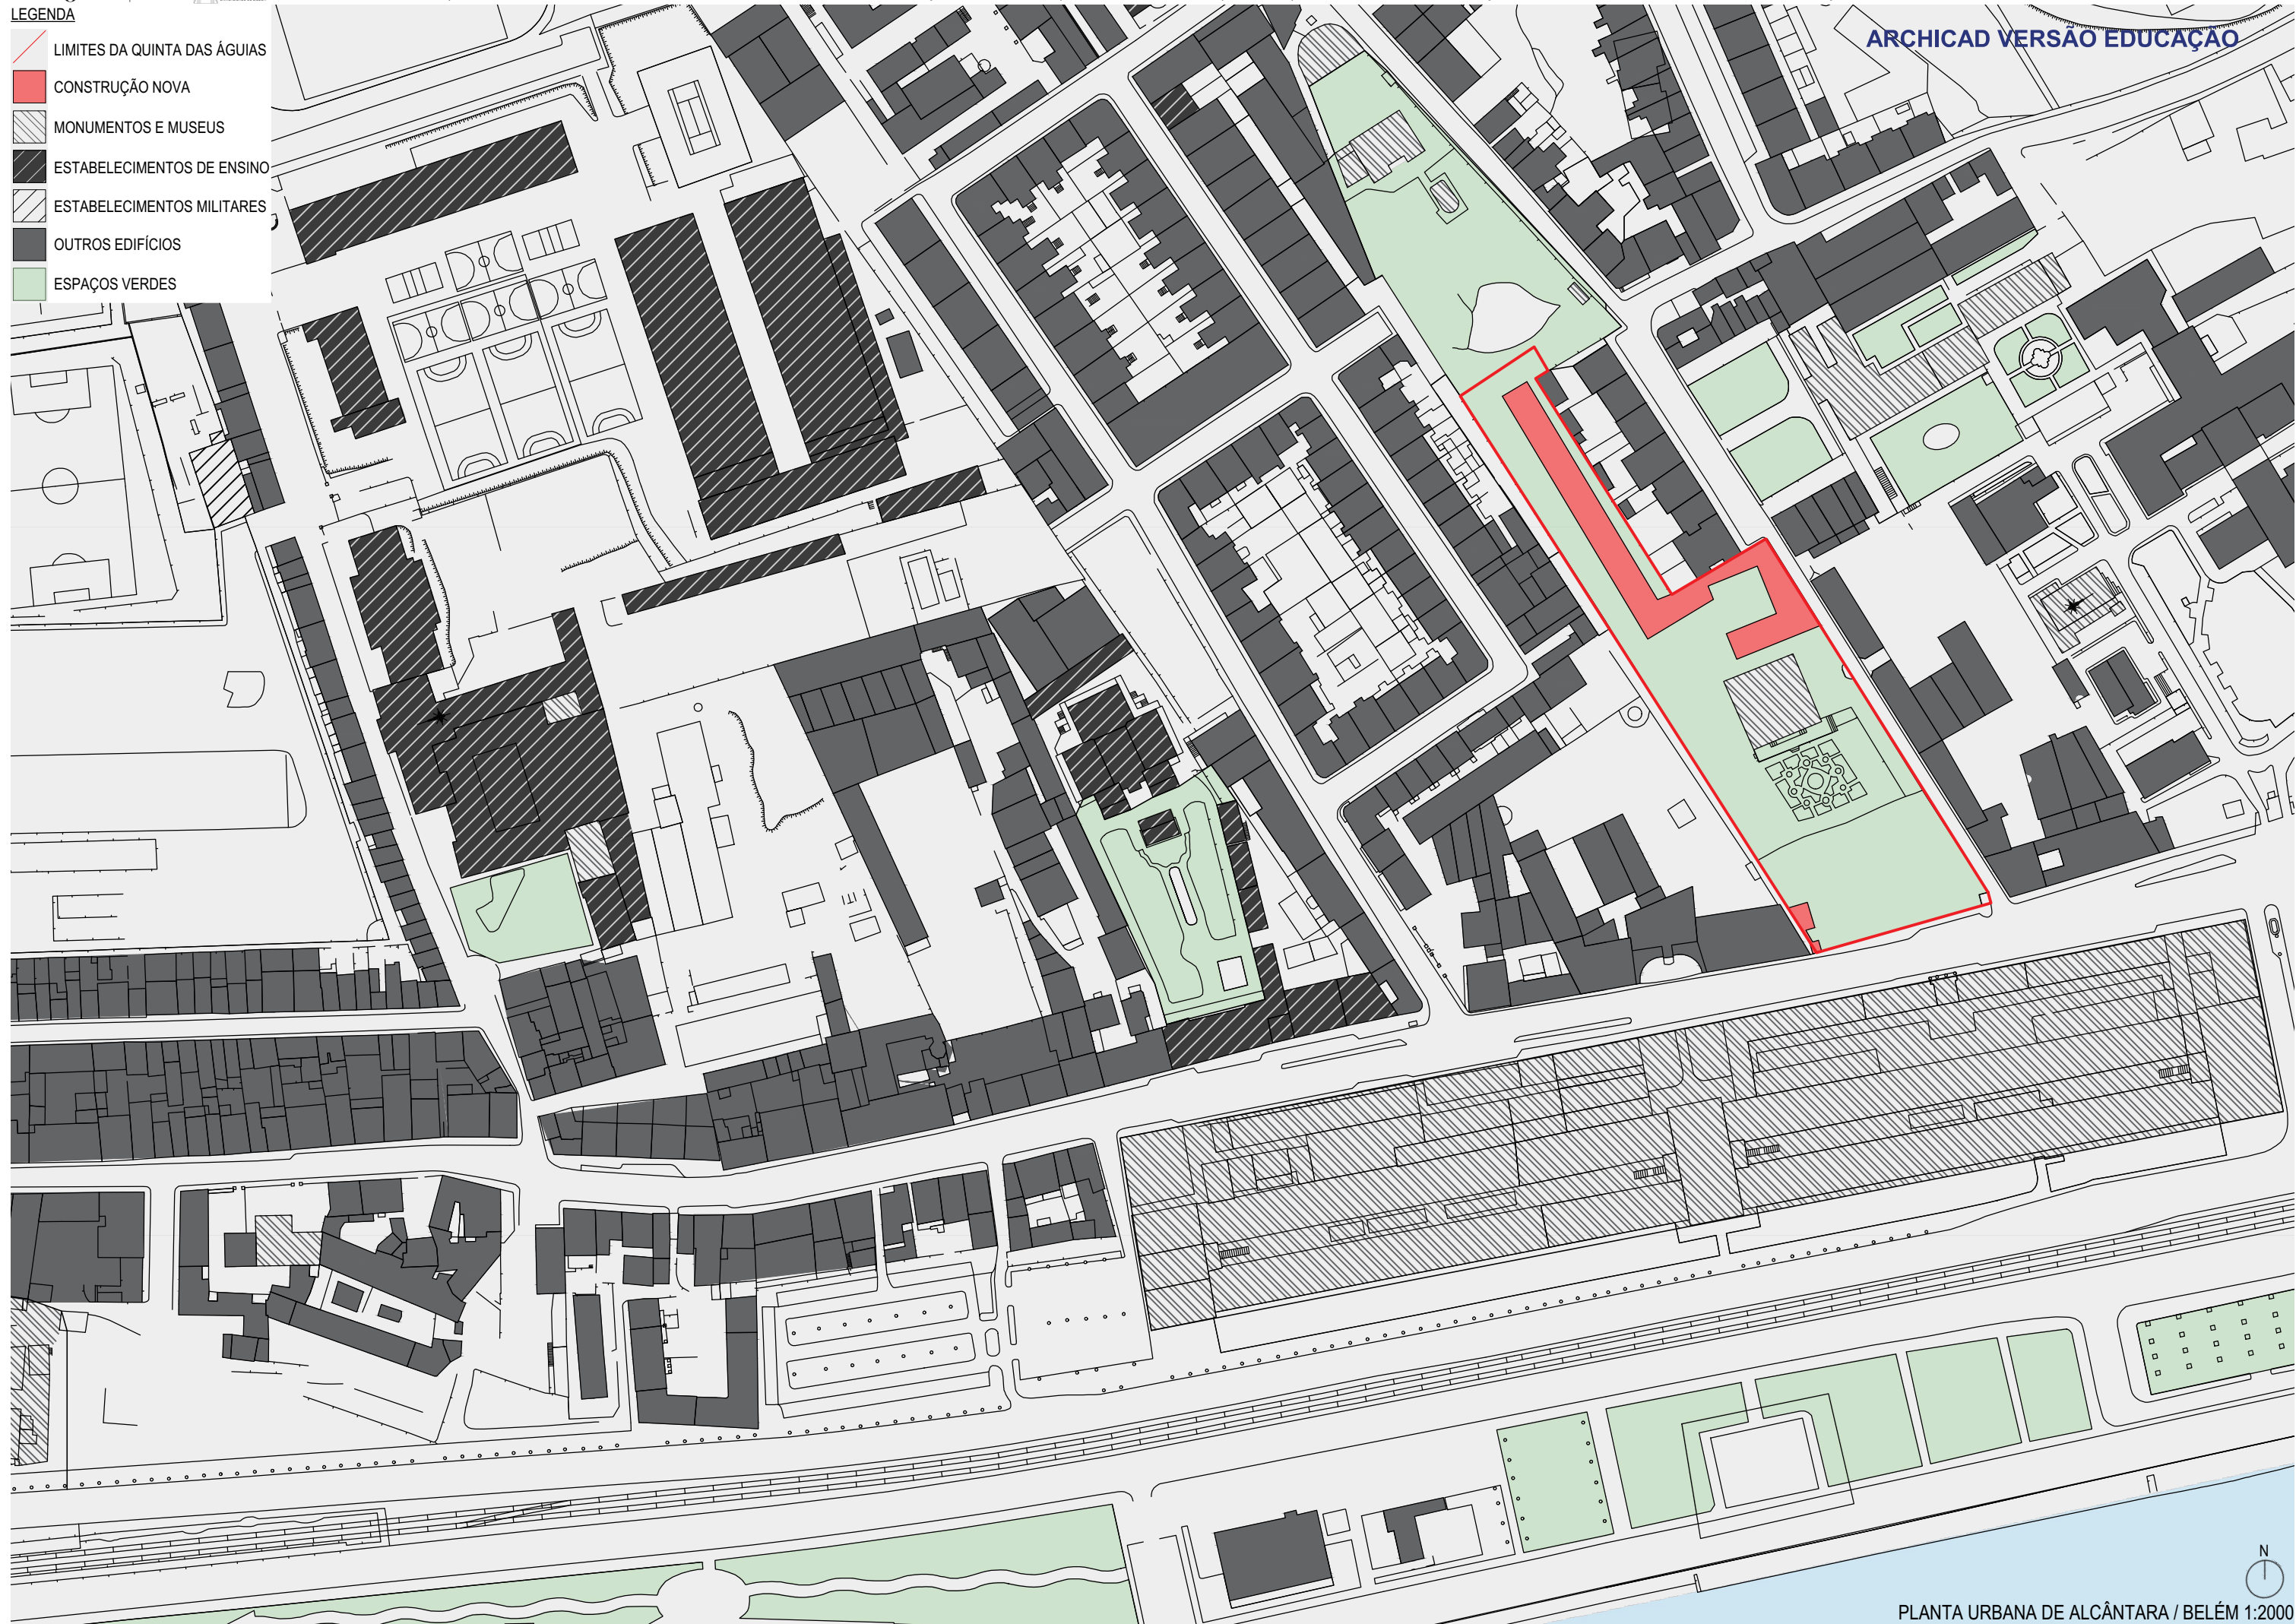 LEGENDA
LIMITES DA QUINTA DAS ÁGUIAS
CONSTRUÇÃO NOVA
MONUMENTOS E MUSEUS
ESTABELECIMENTOS DE ENSINO
ESTABELECIMENTOS MILITARES
OUTROS EDIFÍCIOS
ESPAÇOS VERDES
ARCHICAD VERSÃO EDUCAÇÃO
N
PLANTA URBANA DE ALCÂNTARA / BELÉM 1:2000